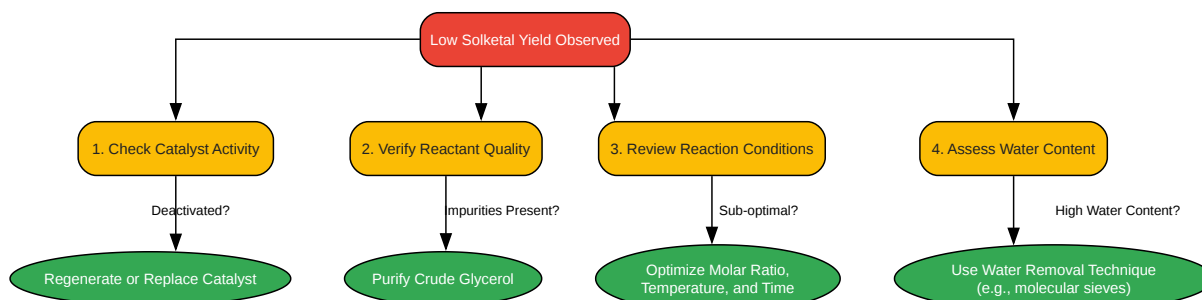 Low Solketal Yield Observed
1. Check Catalyst Activity
2. Verify Reactant Quality
3. Review Reaction Conditions
4. Assess Water Content
Deactivated?
Impurities Present?
Sub-optimal?
High Water Content?
Regenerate or Replace Catalyst
Purify Crude Glycerol
Optimize Molar Ratio,
Temperature, and Time
Use Water Removal Technique
(e.g., molecular sieves)